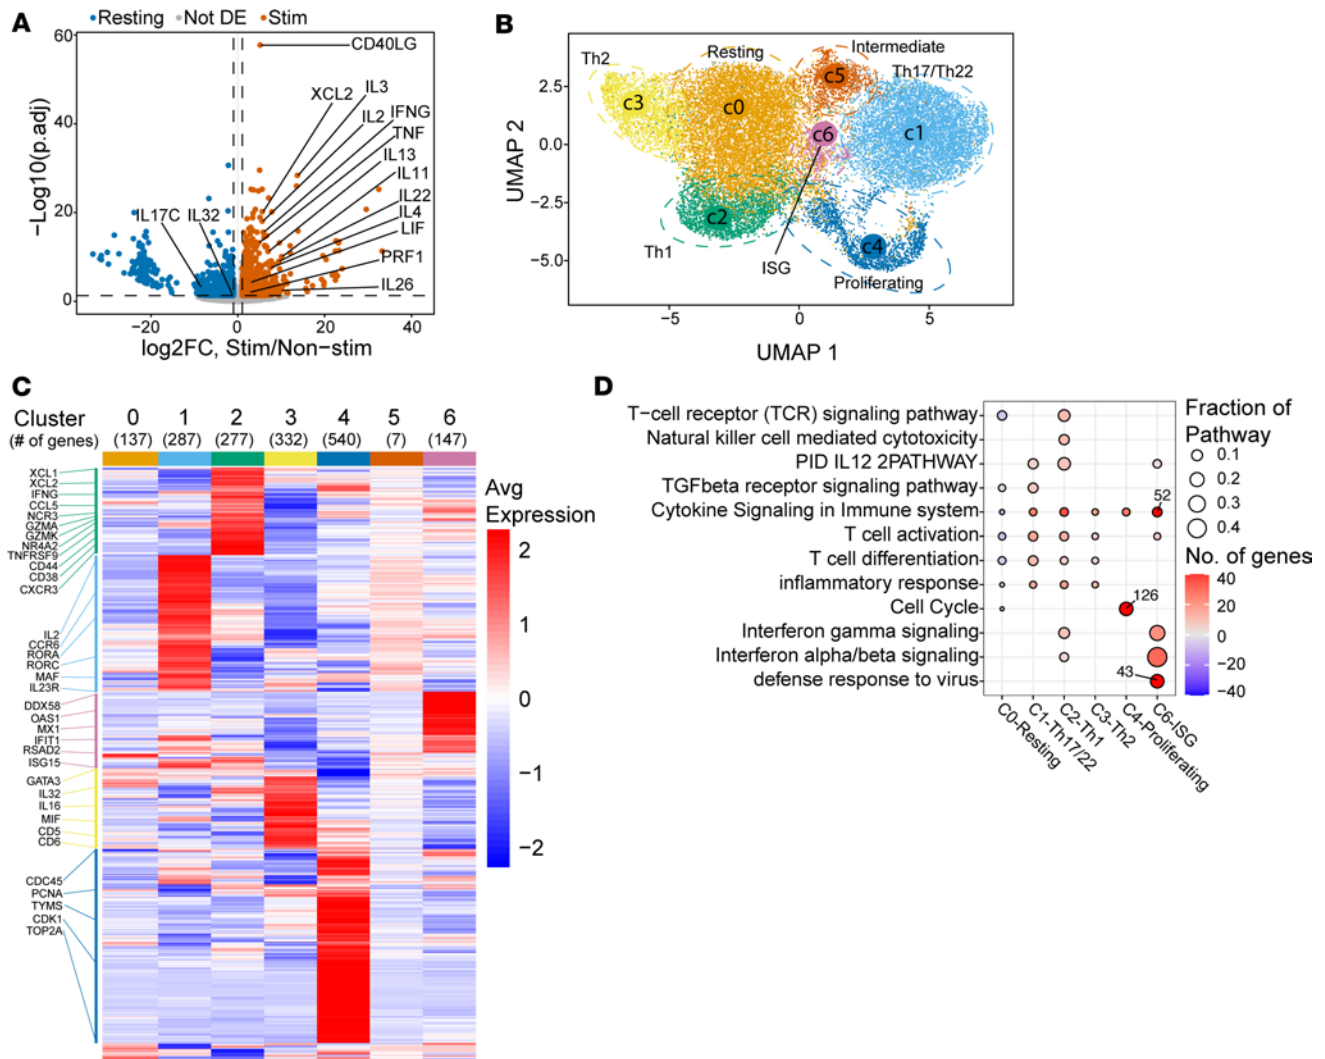 A
Resting Not DE Stim
60
40
20
0
−Log10(p.adj)
CD40LG
XCL2
IL3
IL2
IFNG
TNF
IL13
IL11
IL22
IL4
LIF
PRF1
IL26
IL17C IL32
−20 0 20 40
log2FC, Stim/Non−stim
B
Th2
Resting
Intermediate
Th17/Th22
c3
c0
c5
c6
c1
c2
c4
Th1
ISG
Proliferating
2.5
0.0
−2.5
−5.0
UMAP 2
−5 0 5
UMAP 1
C
Cluster 0 1 2 3 4 5 6
(# of genes) (137) (287) (277) (332) (540) (7) (147)
XCL1
XCL2
IFNG
CCL5
NCR3
GZMA
GZMK
NR4A2
TNFRSF9
CD44
CD38
CXCR3
IL2
CCR6
RORA
RORC
MAF
IL23R
DDX58
OAS1
MX1
IFIT1
RSAD2
ISG15
GATA3
IL32
IL16
MIF
CD5
CD6
CDC45
PCNA
TYMS
CDK1
TOP2A
Avg
Expression
2
1
0
−1
−2
D
T−cell receptor (TCR) signaling pathway
Natural killer cell mediated cytotoxicity
PID IL12 2PATHWAY
TGFbeta receptor signaling pathway
Cytokine Signaling in Immune system
T cell activation
T cell differentiation
inflammatory response
Cell Cycle
Interferon gamma signaling
Interferon alpha/beta signaling
defense response to virus
52
126
43
C0−Resting
C1−Th17/22
C2−Th1
C3−Th2
C4−Proliferating
C6−ISG
Fraction of
Pathway
0.1
0.2
0.3
0.4
No. of genes
40
20
0
−20
−40